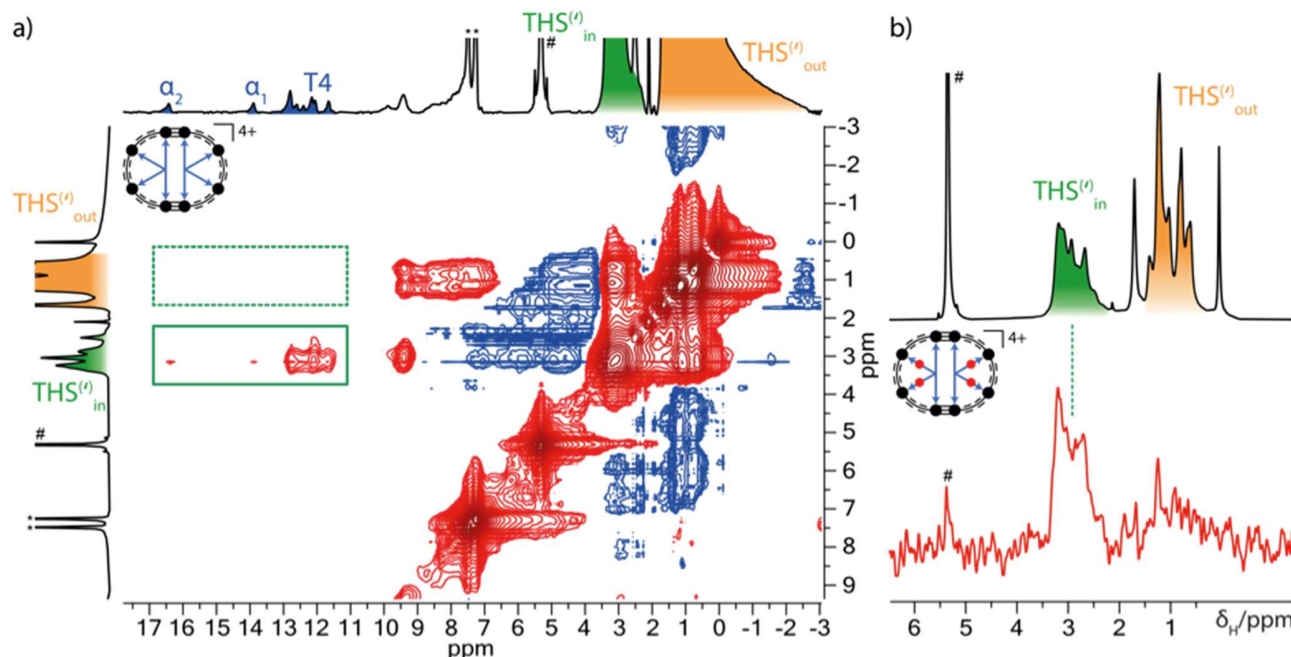 a)
α₂
α₁
T4
**
THS⁽′⁾in
#
THS⁽′⁾out
4+
THS⁽′⁾out
THS⁽′⁾in
#
*
*
-3
-2
-1
0
1
2
3
4
5
6
7
8
9
ppm
17 16 15 14 13 12 11 10 9 8 7 6 5 4 3 2 1 0 -1 -2 -3
ppm
b)
#
THS⁽′⁾out
THS⁽′⁾in
4+
#
6 5 4 3 2 1 δH/ppm